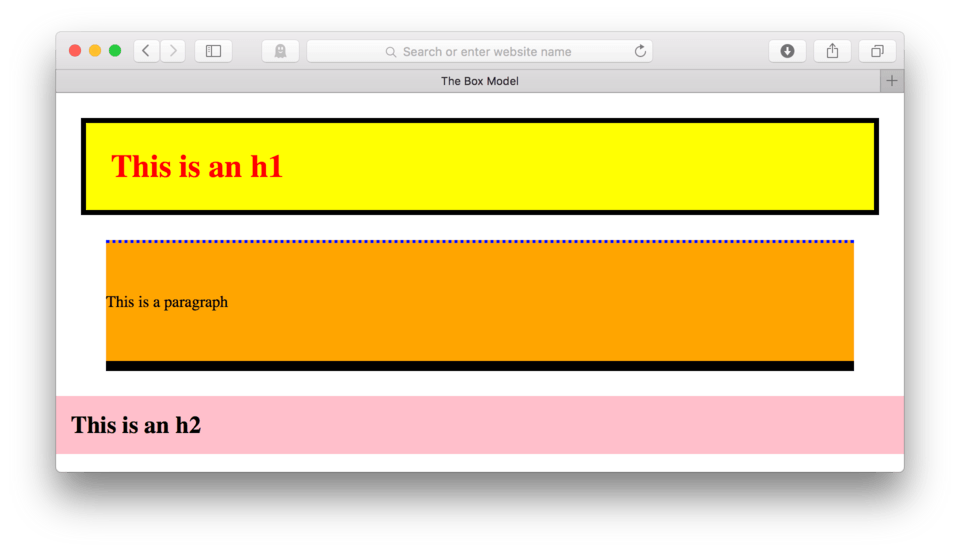 Search or enter website name
The Box Model
This is an h1
This is a paragraph
This is an h2